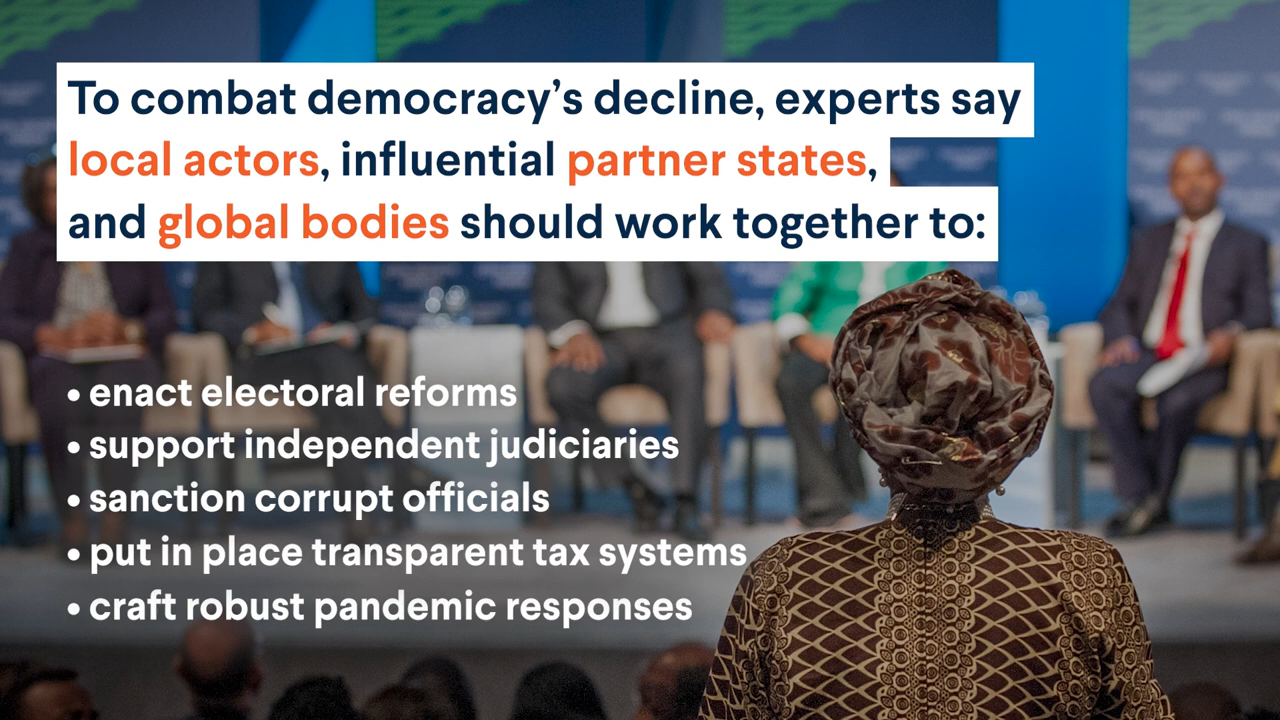 To combat democracy’s decline, experts say
local actors, influential partner states,
and global bodies should work together to:
• enact electoral reforms
• support independent judiciaries
• sanction corrupt officials
• put in place transparent tax systems
• craft robust pandemic responses